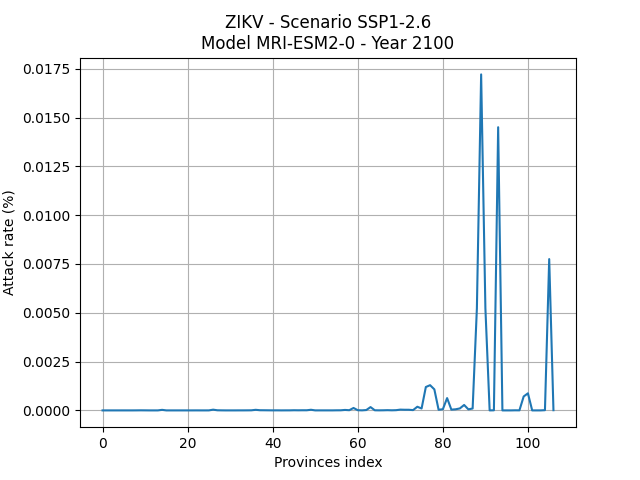 ZIKV - Scenario SSP1-2.6
Model MRI-ESM2-0 - Year 2100
0.0175
0.0150
0.0125
0.0100
0.0075
0.0050
0.0025
0.0000
Attack rate (%)
0 20 40 60 80 100
Provinces index